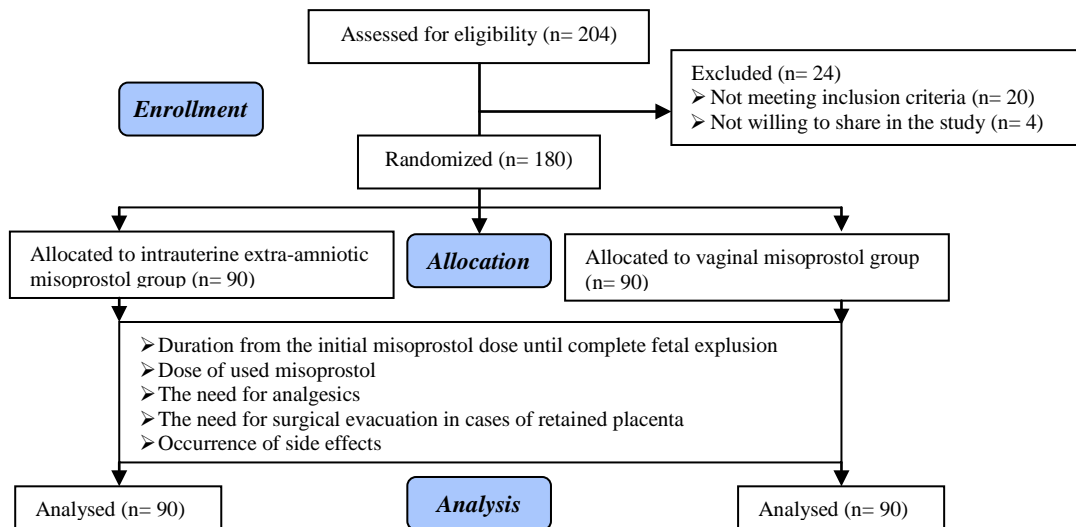 Assessed for eligibility (n= 204)
Excluded (n= 24)
➢ Not meeting inclusion criteria (n= 20)
➢ Not willing to share in the study (n= 4)
Enrollment
Randomized (n= 180)
Allocated to intrauterine extra-amniotic
misoprostol group (n= 90)
Allocation
Allocated to vaginal misoprostol group
(n= 90)
➢ Duration from the initial misoprostol dose until complete fetal explusion
➢ Dose of used misoprostol
➢ The need for analgesics
➢ The need for surgical evacuation in cases of retained placenta
➢ Occurrence of side effects
Analysed (n= 90)
Analysis
Analysed (n= 90)